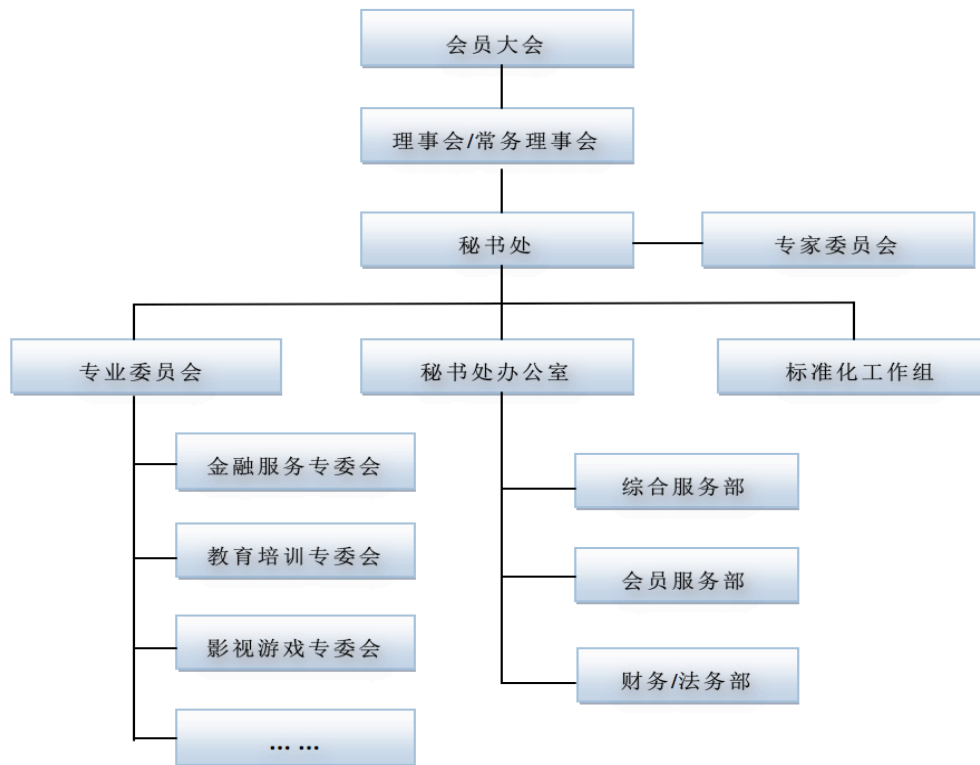 会员大会
理事会/常务理事会
秘书处
专家委员会
专业委员会
秘书处办公室
标准化工作组
金融服务专委会
教育培训专委会
影视游戏专委会
... ...
综合服务部
会员服务部
财务/法务部